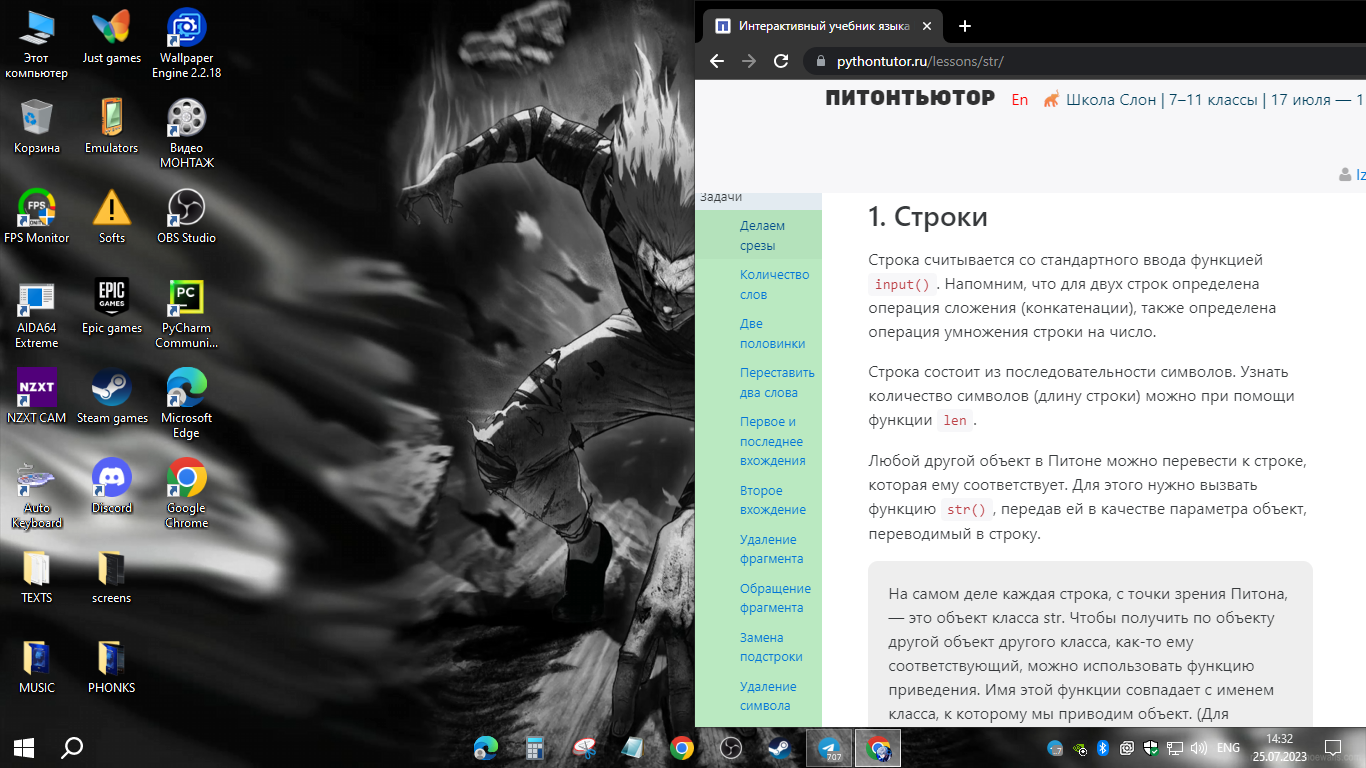 Этот
компьютер
Just games
Wallpaper
Engine 2.2.18
Корзина
Emulators
Видео
МОНТАЖ
FPS
FPS Monitor
Softs
OBS Studio
AIDA64
Extreme
EPIC
GAMES
Epic games
PC
PyCharm
Communi...
NZXT
NZXT CAM
Steam games
Microsoft
Edge
Auto
Keyboard
Discord
Google
Chrome
TEXTS
screens
MUSIC
PHONKS
Интерактивный учебник языка
pythontutor.ru/lessons/str/
ПИТОНТЬЮТОР
En
Школа Слон | 7–11 классы | 17 июля — 1
Iz
Задачи
Делаем
срезы
Количество
слов
Две
половинки
Переставить
два слова
Первое и
последнее
вхождения
Второе
вхождение
Удаление
фрагмента
Обращение
фрагмента
Замена
подстроки
Удаление
символа
1. Строки
Строка считывается со стандартного ввода функцией
input(). Напомним, что для двух строк определена
операция сложения (конкатенации), также определена
операция умножения строки на число.
Строка состоит из последовательности символов. Узнать
количество символов (длину строки) можно при помощи
функции len.
Любой другой объект в Питоне можно перевести к строке,
которая ему соответствует. Для этого нужно вызвать
функцию str(), передав ей в качестве параметра объект,
переводимый в строку.
На самом деле каждая строка, с точки зрения Питона,
— это объект класса str. Чтобы получить по объекту
другой объект другого класса, как-то ему
соответствующий, можно использовать функцию
приведения. Имя этой функции совпадает с именем
класса, к которому мы приводим объект. (Для
707
ENG
14:32
25.07.2023